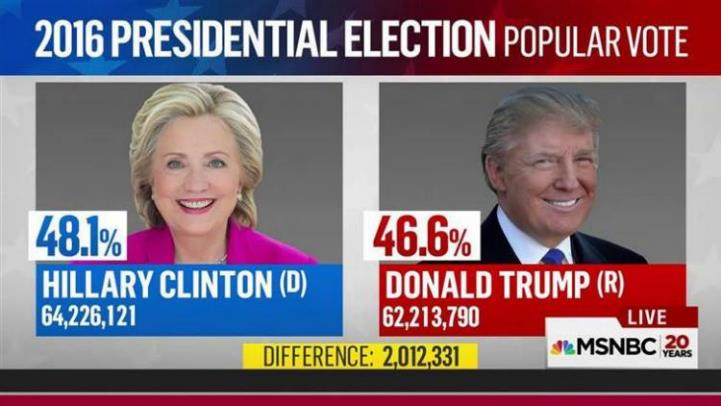 2016 PRESIDENTIAL ELECTION POPULAR VOTE
48.1%
HILLARY CLINTON (D)
64,226,121
46.6%
DONALD TRUMP (R)
62,213,790
LIVE
MSNBC 20 YEARS
DIFFERENCE: 2,012,331